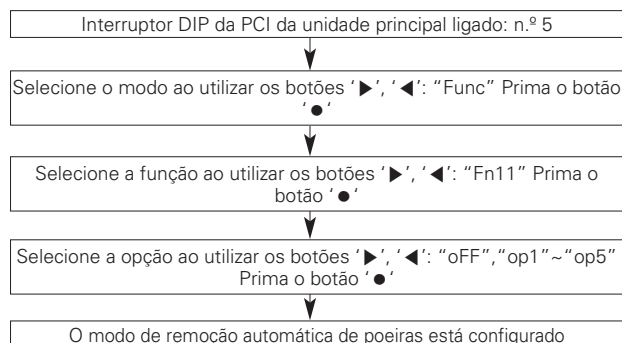 Interruptor DIP da PCI da unidade principal ligado: n.º 5
Selecione o modo ao utilizar os botões ‘▶’, ‘◀’: “Func” Prima o botão
‘●‘
Selecione a função ao utilizar os botões ‘▶’, ‘◀’: “Fn11” Prima o
botão ‘●‘
Selecione a opção ao utilizar os botões ‘▶’, ‘◀’: “oFF”,“op1”~“op5”
Prima o botão ‘●‘
O modo de remoção automática de poeiras está configurado